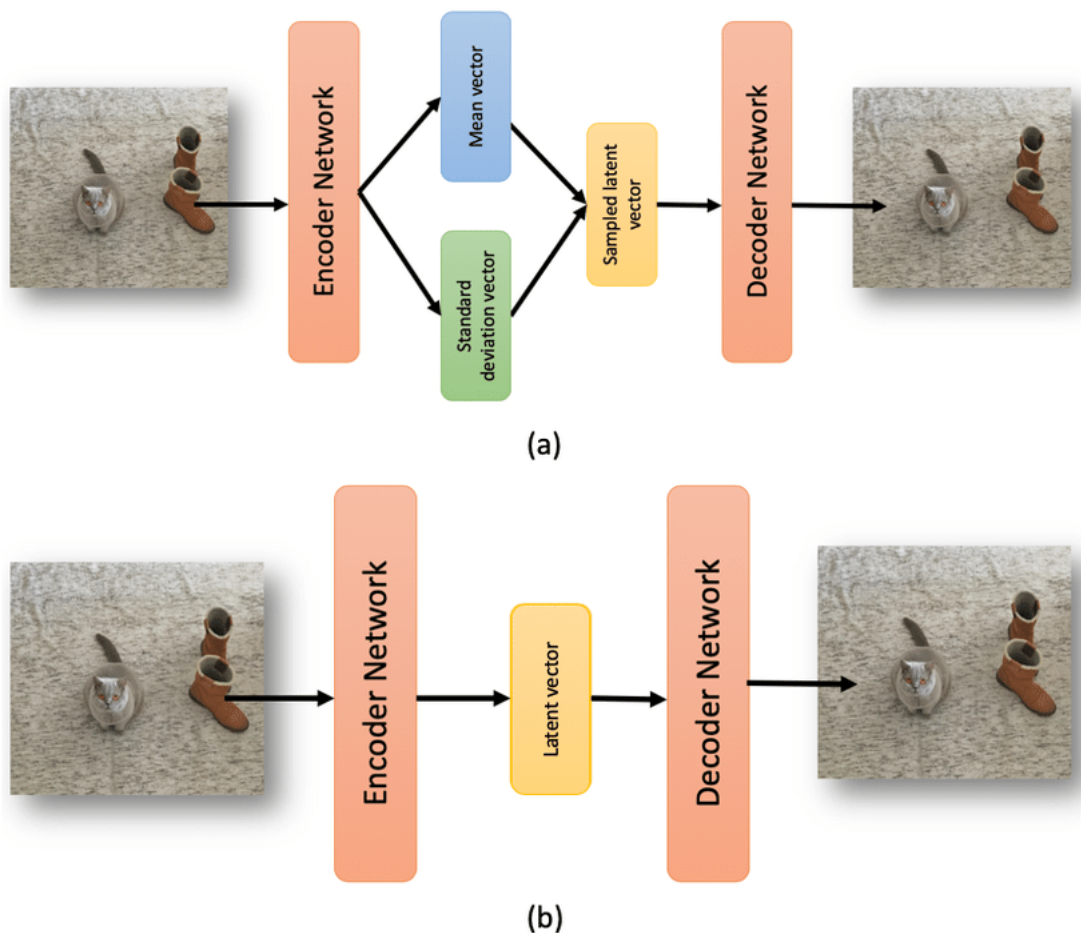 Encoder Network
Mean vector
Standard
deviation vector
Sampled latent
vector
Decoder Network
(a)
Encoder Network
Latent vector
Decoder Network
(b)